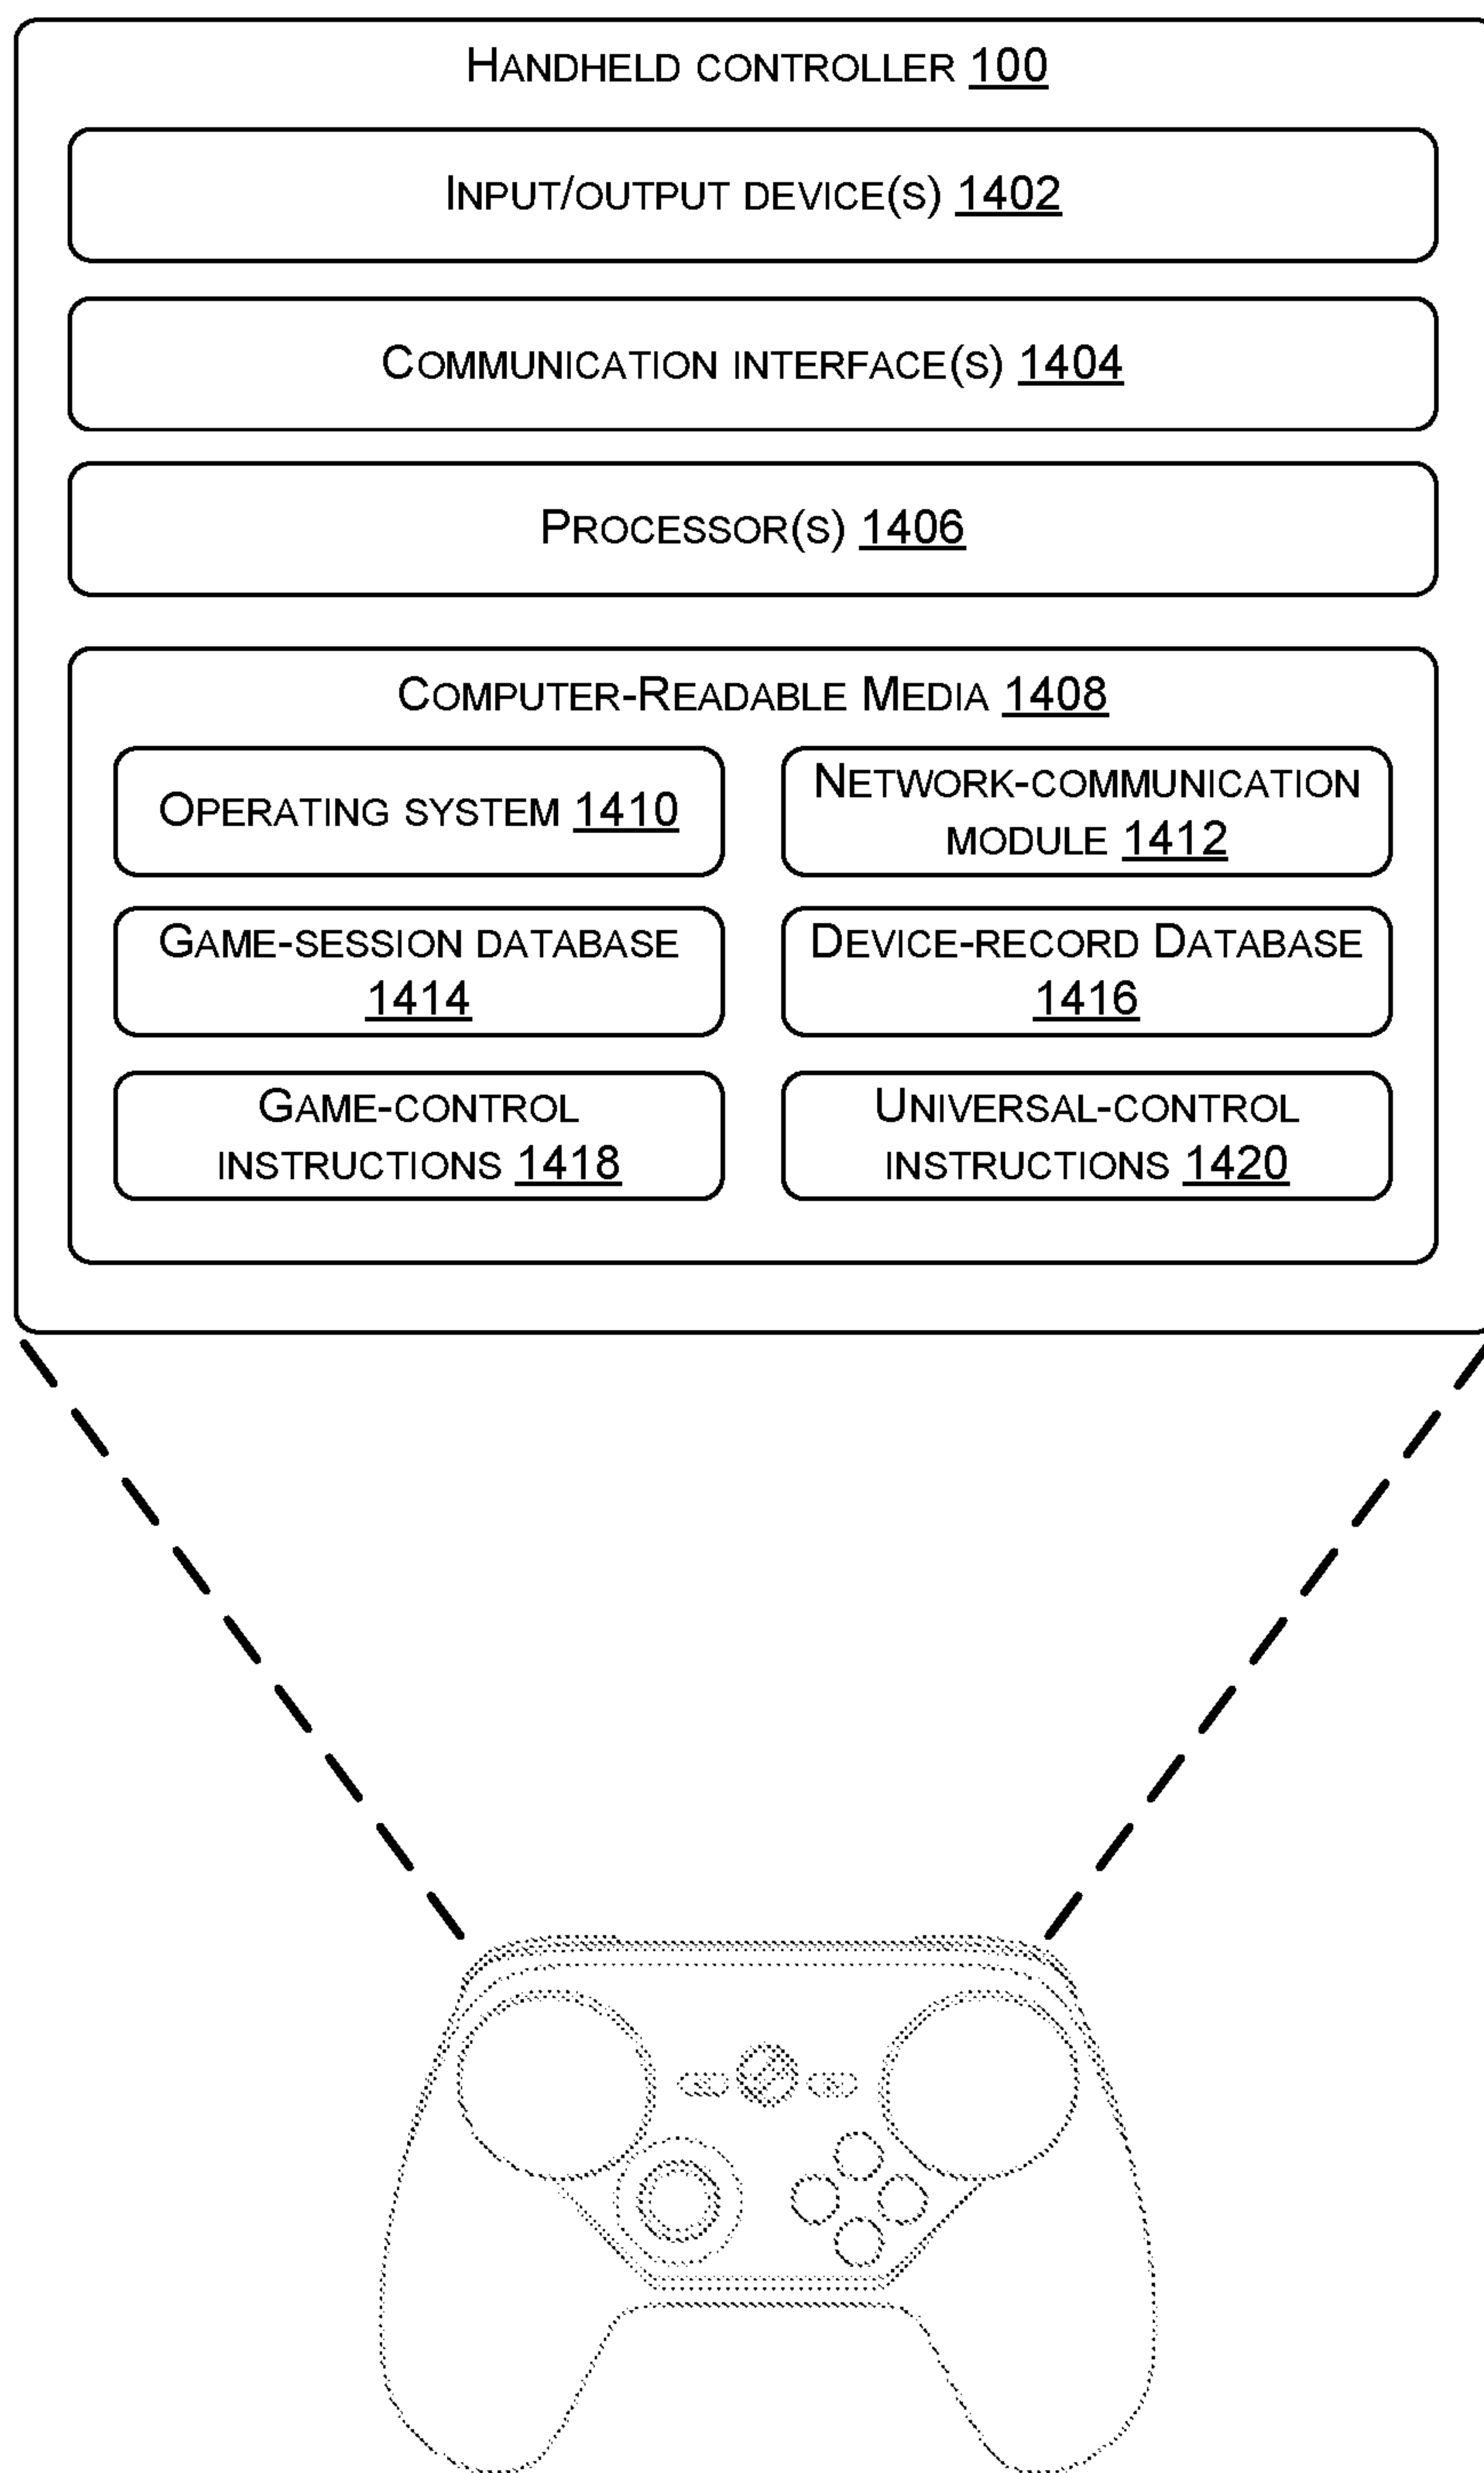 HANDHELD CONTROLLER 100
INPUT/OUTPUT DEVICE(S) 1402
COMMUNICATION INTERFACE(S) 1404
PROCESSOR(S) 1406
COMPUTER-READABLE MEDIA 1408
OPERATING SYSTEM 1410
NETWORK-COMMUNICATION
MODULE 1412
GAME-SESSION DATABASE
1414
DEVICE-RECORD DATABASE
1416
GAME-CONTROL
INSTRUCTIONS 1418
UNIVERSAL-CONTROL
INSTRUCTIONS 1420